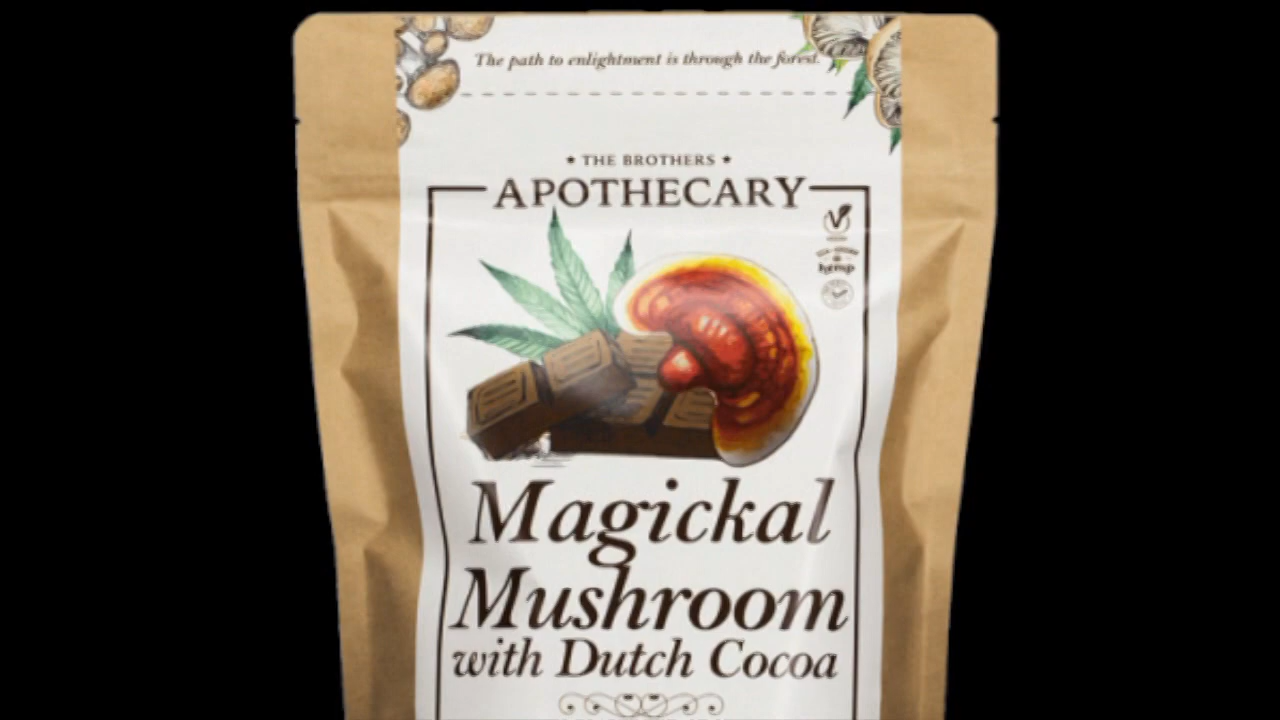 The path to enlightment is through the forest.
★ THE BROTHERS ★
APOTHECARY
hemp
Magickal
Mushroom
with Dutch Cocoa